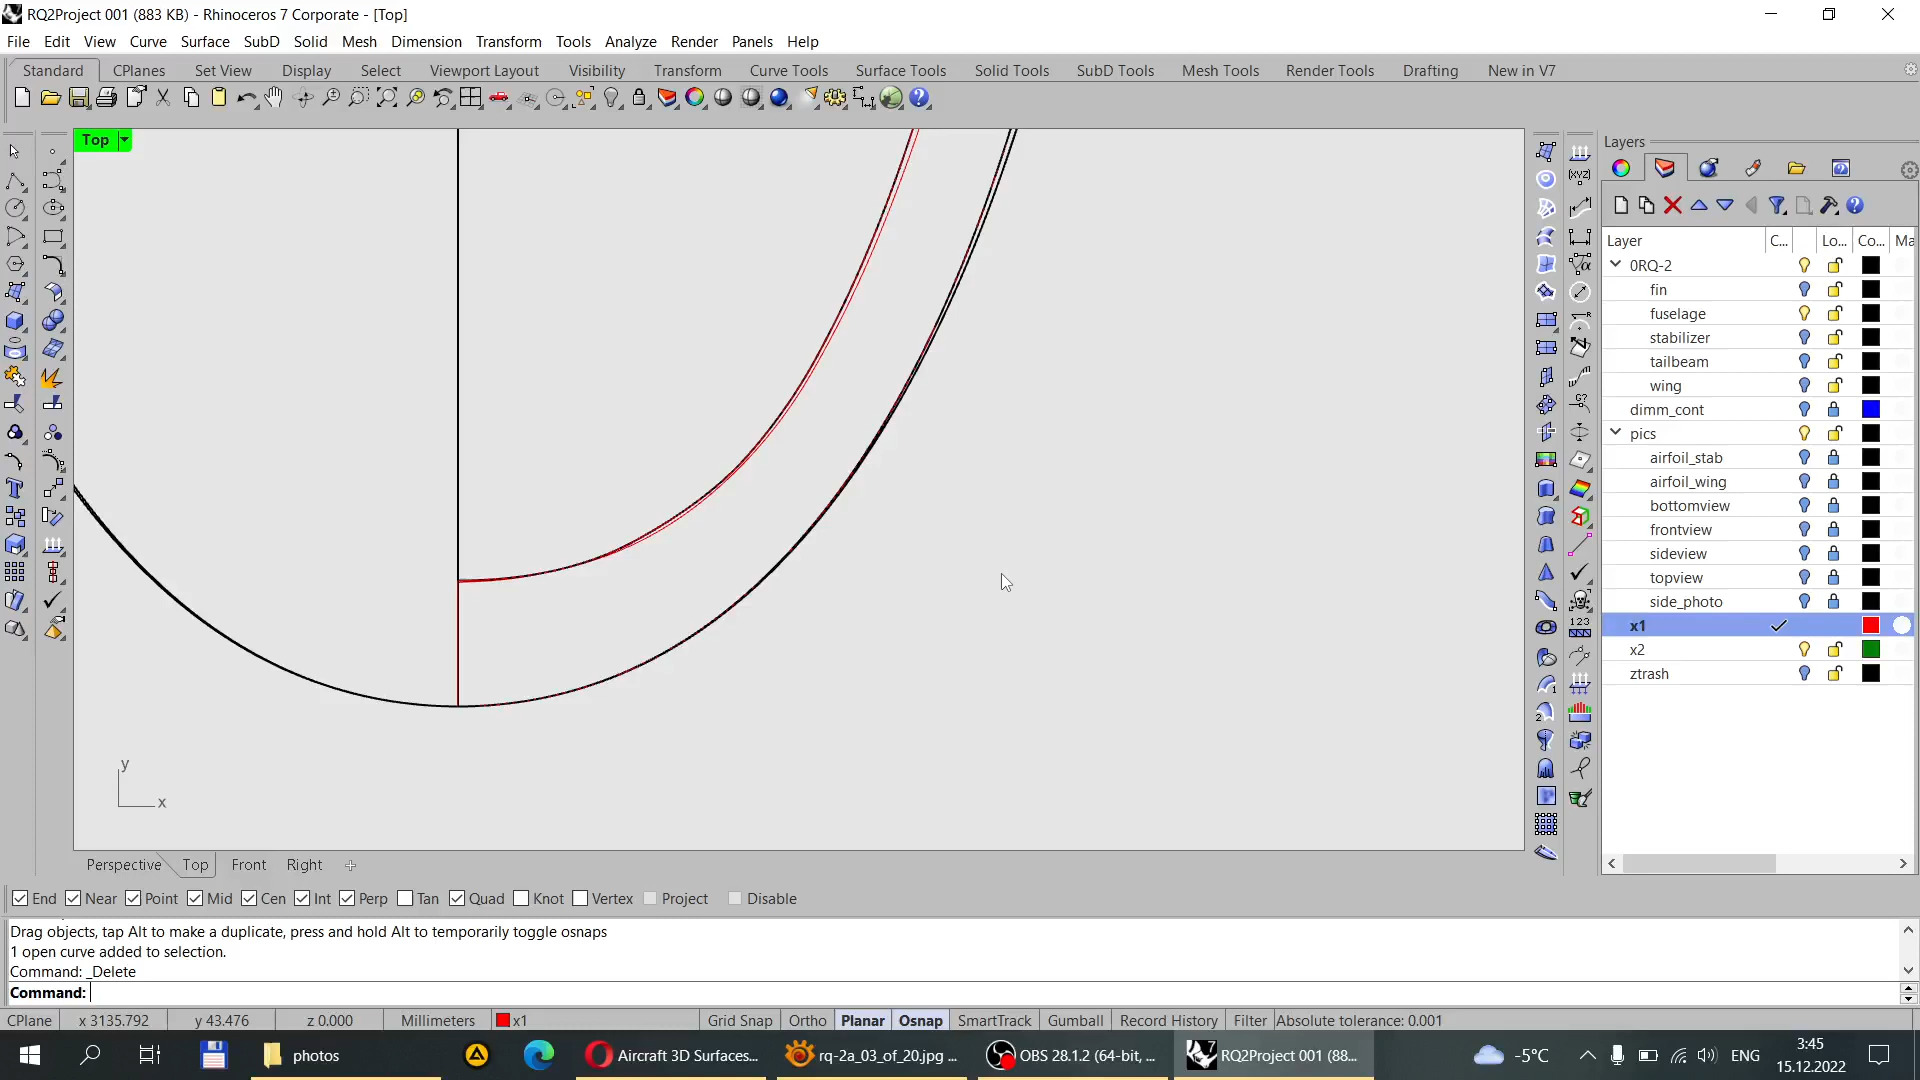 RQ2Project 001 (883 KB) - Rhinoceros 7 Corporate - [Top]
File Edit View Curve Surface SubD Solid Mesh Dimension Transform Tools Analyze Render Panels Help
Standard CPlanes Set View Display Select Viewport Layout Visibility Transform Curve Tools Surface Tools Solid Tools SubD Tools Mesh Tools Render Tools Drafting New in V7
Top
Layers
Layer C... Lo... Co... Ma
0RQ-2
fin
fuselage
stabilizer
tailbeam
wing
dimm_cont
pics
airfoil_stab
airfoil_wing
bottomview
frontview
sideview
topview
side_photo
x1
x2
ztrash
y
x
Perspective Top Front Right
End Near Point Mid Cen Int Perp Tan Quad Knot Vertex Project Disable
Drag objects, tap Alt to make a duplicate, press and hold Alt to temporarily toggle osnaps
1 open curve added to selection.
Command: _Delete
Command:
CPlane x 3135.792 y 43.476 z 0.000 Millimeters x1 Grid Snap Ortho Planar Osnap SmartTrack Gumball Record History Filter Absolute tolerance: 0.001
photos Aircraft 3D Surfaces... rq-2a_03_of_20.jpg ... OBS 28.1.2 (64-bit, ... RQ2Project 001 (88... -5°C ENG 3:45
15.12.2022